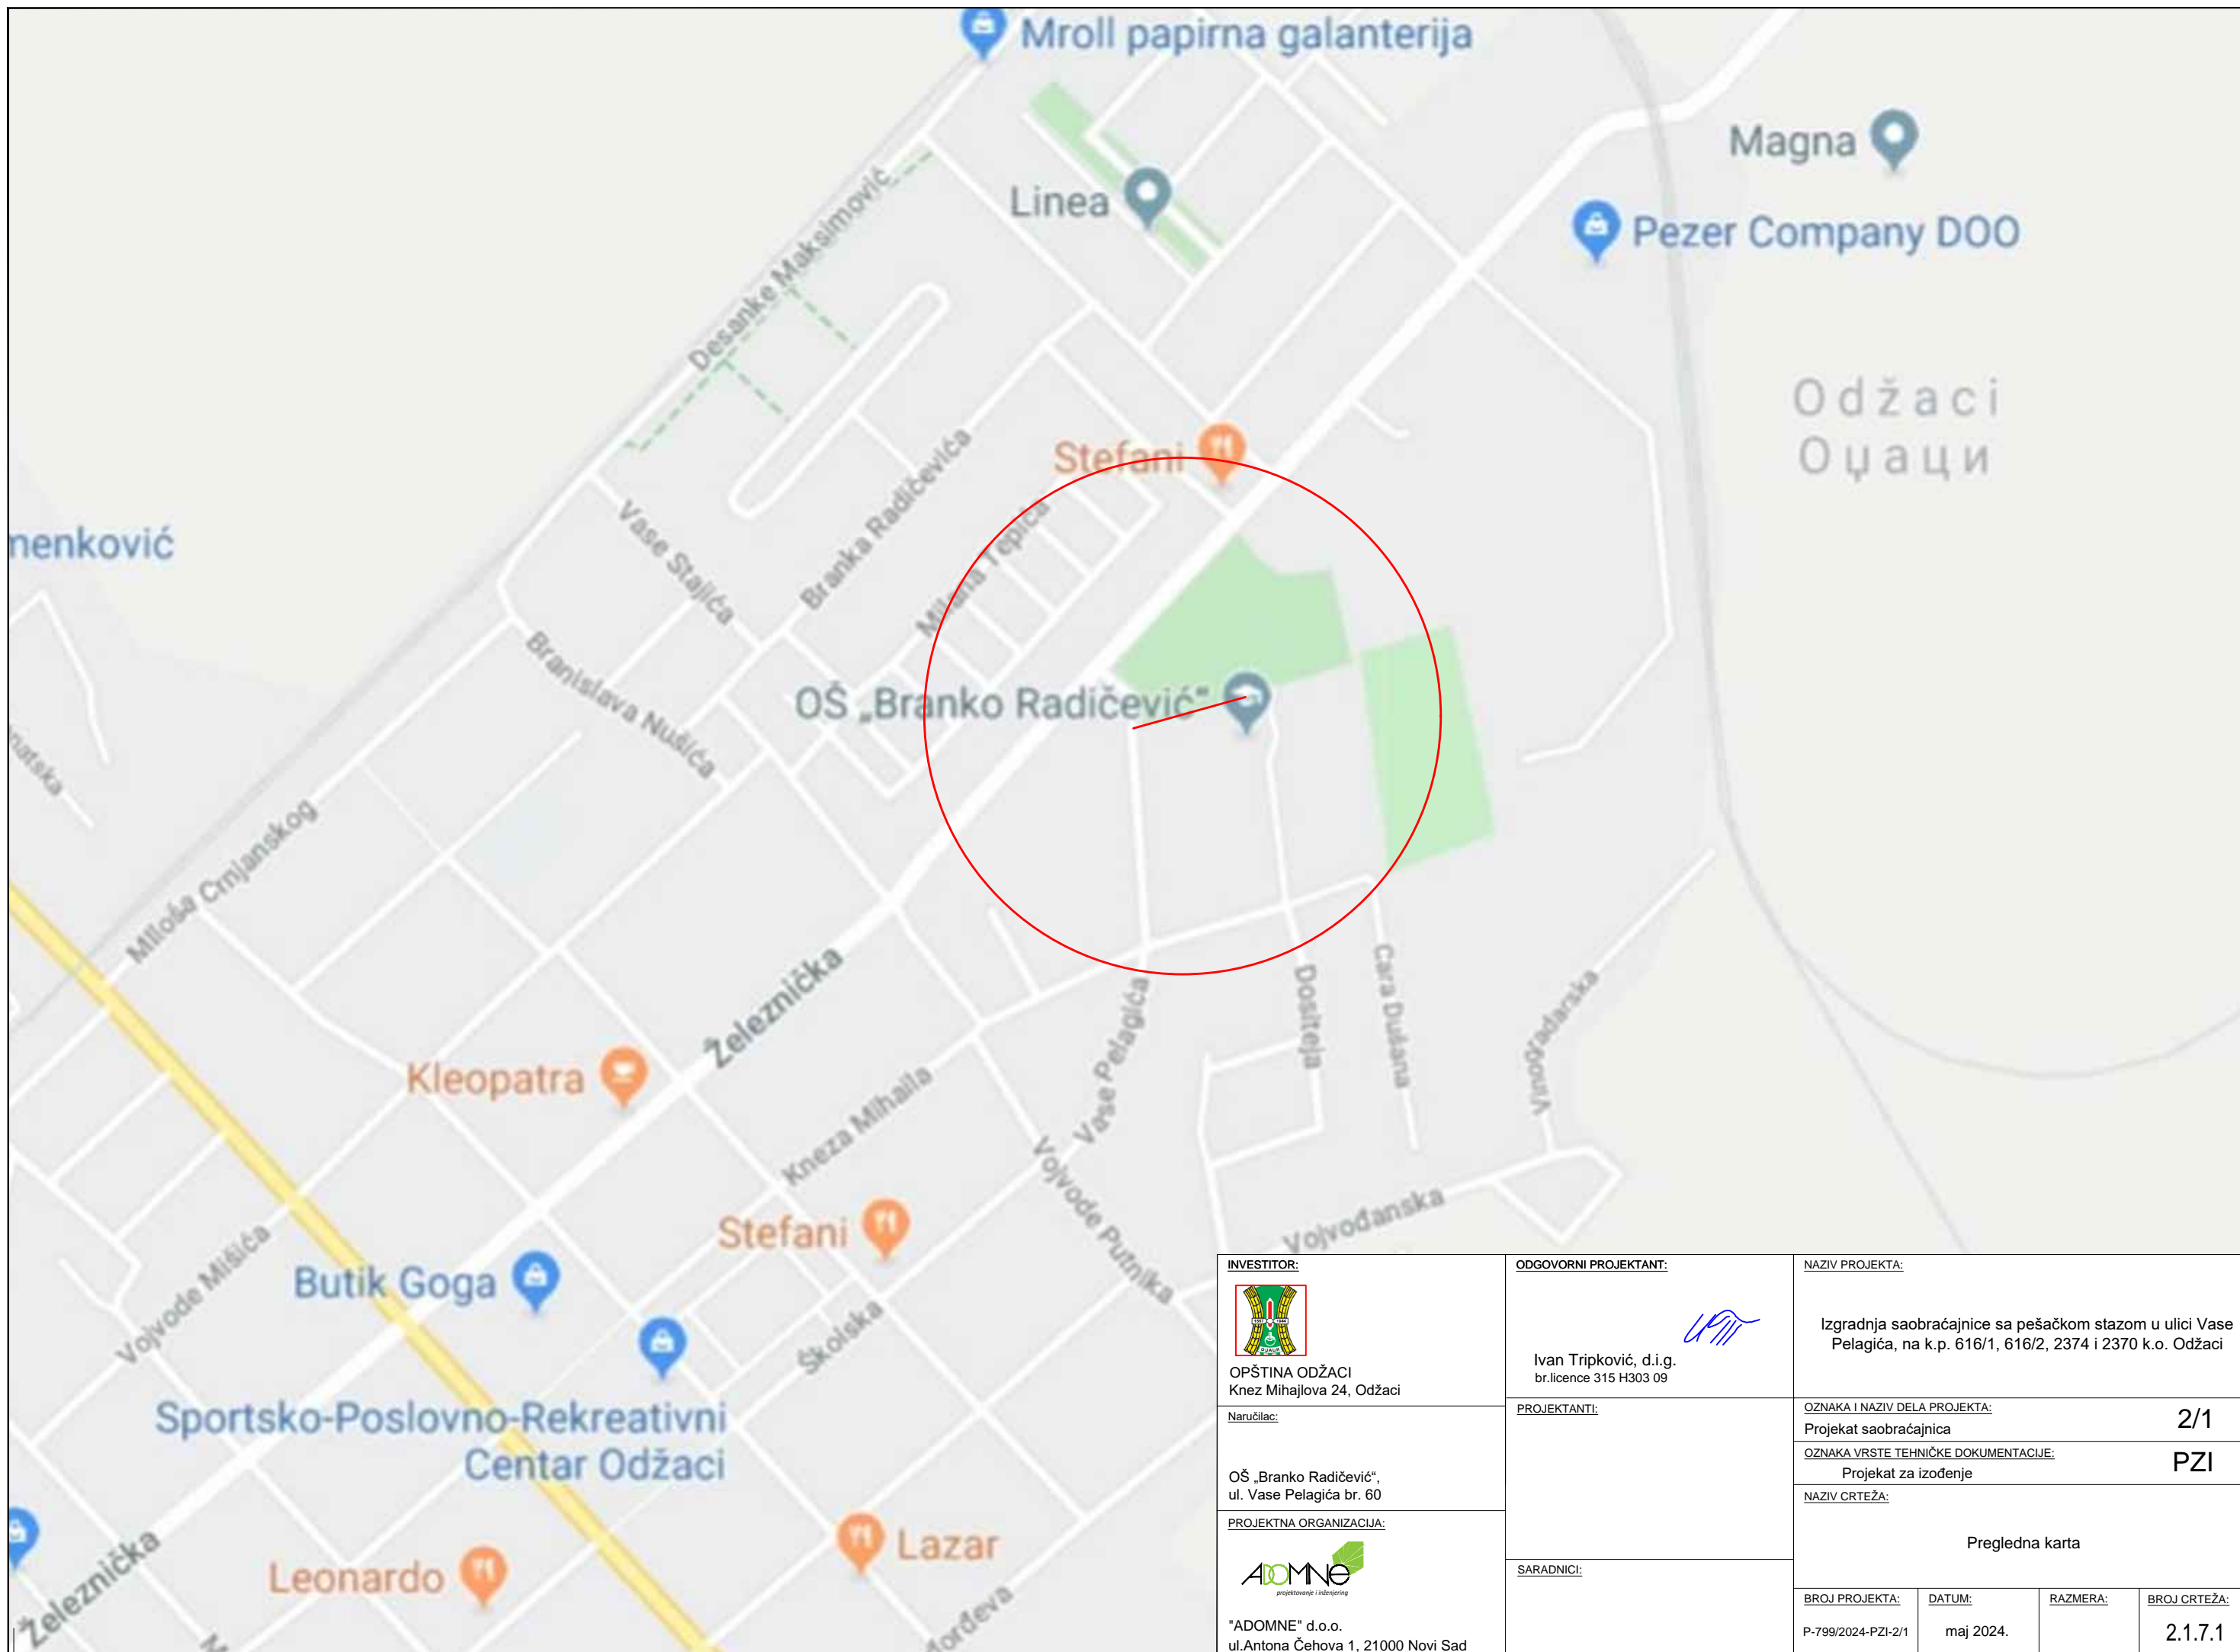 Mroll papirna galanterija
Magna
Linea
Pezer Company DOO
Desanke Maksimović
Odžaci
Оџаци
Stefani
Branka Radičevića
Vase Stajića
Milana Tepića
menković
Branislava Nušića
OŠ „Branko Radičević“
natska
Miloša Crnjanskog
Železnička
Cara Dušana
Dositeja
Vinogradarska
Vase Pelagića
Kleopatra
Kneza Mihaila
Vojvode Putnika
Vojvođanska
Stefani
Vojvode Mišića
Butik Goga
Školska
Sportsko-Poslovno-Rekreativni
Centar Odžaci
Lazar
Železnička
Leonardo
orđeva
INVESTITOR:
OPŠTINA ODŽACI
Knez Mihajlova 24, Odžaci
Naručilac:
OŠ „Branko Radičević“,
ul. Vase Pelagića br. 60
PROJEKTNA ORGANIZACIJA:
ADOMNE
projektovanje i inženjering
"ADOMNE" d.o.o.
ul.Antona Čehova 1, 21000 Novi Sad
ODGOVORNI PROJEKTANT:
Ivan Tripković, d.i.g.
br.licence 315 H303 09
PROJEKTANTI:
SARADNICI:
NAZIV PROJEKTA:
Izgradnja saobraćajnice sa pešačkom stazom u ulici Vase
Pelagića, na k.p. 616/1, 616/2, 2374 i 2370 k.o. Odžaci
OZNAKA I NAZIV DELA PROJEKTA:
Projekat saobraćajnica 2/1
OZNAKA VRSTE TEHNIČKE DOKUMENTACIJE:
Projekat za izođenje PZI
NAZIV CRTEŽA:
Pregledna karta
BROJ PROJEKTA: DATUM: RAZMERA: BROJ CRTEŽA:
P-799/2024-PZI-2/1 maj 2024. 2.1.7.1